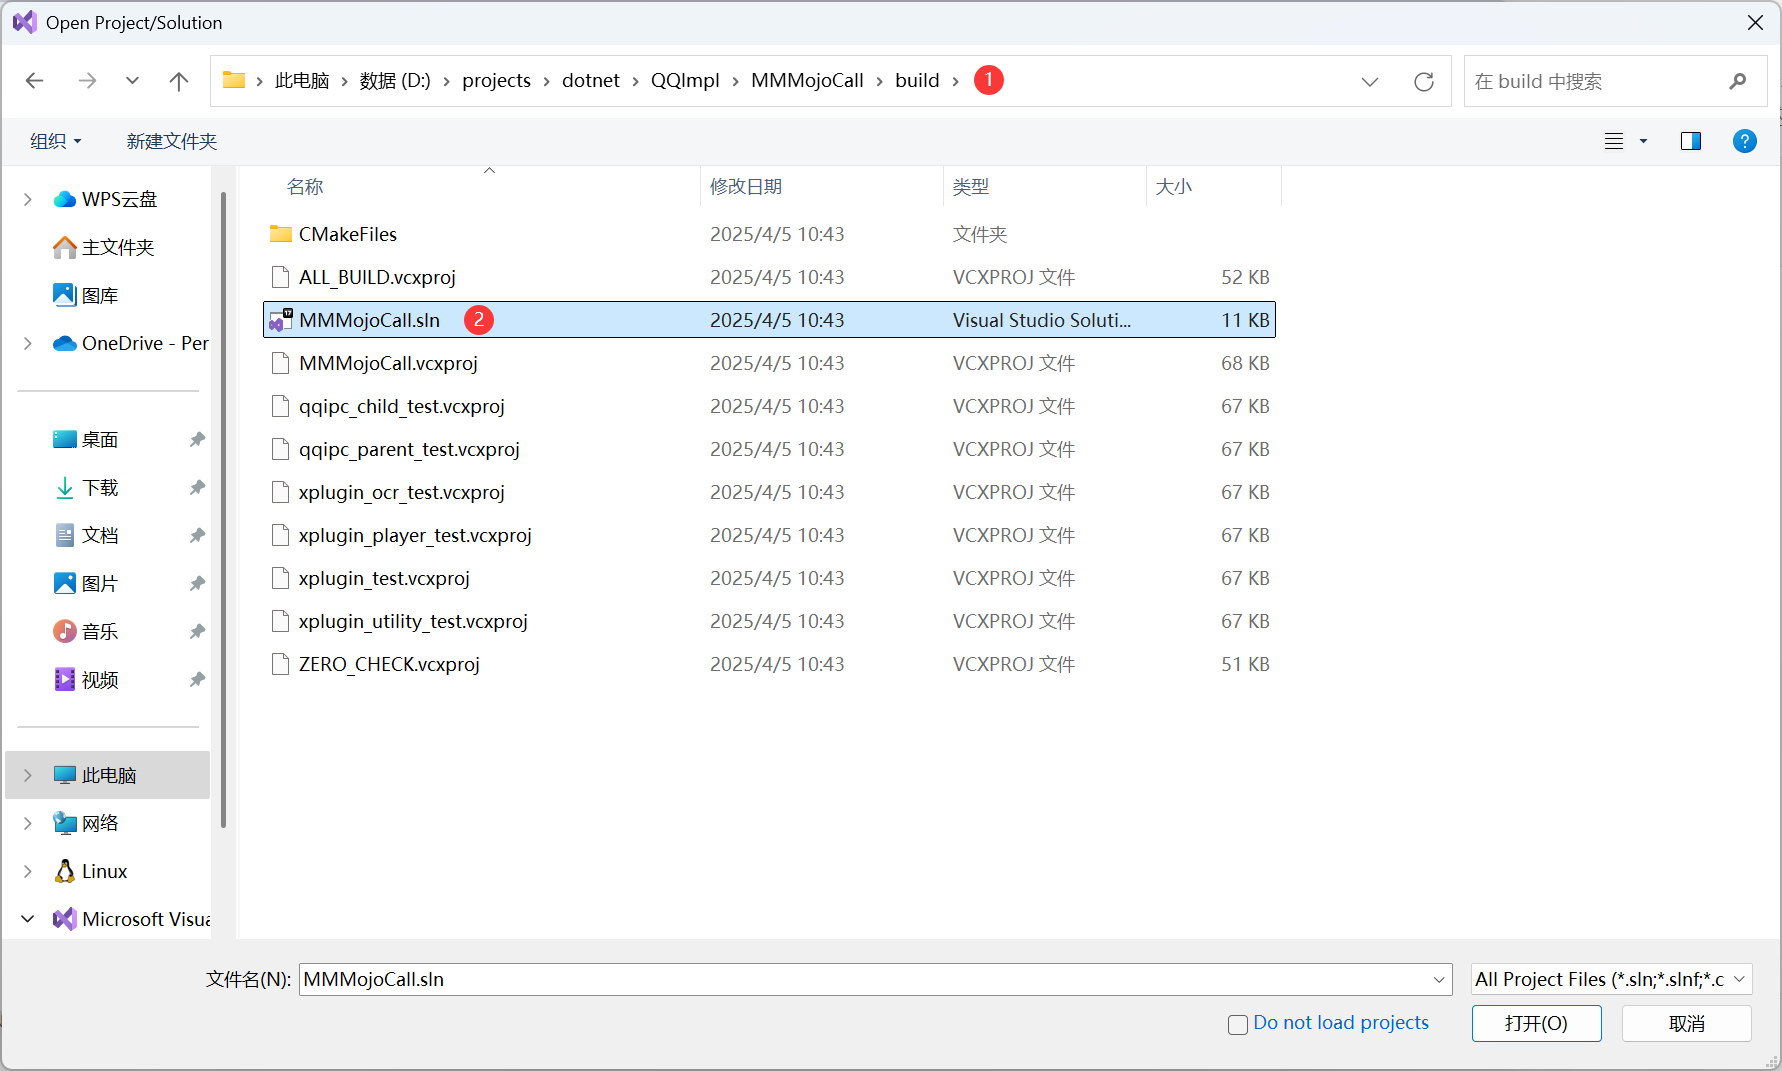 Open Project/Solution
此电脑 数据 (D:) projects dotnet QQImpl MMMojoCall build 1
在 build 中搜索
组织 新建文件夹
WPS云盘
主文件夹
图库
OneDrive - Per
桌面
下载
文档
图片
音乐
视频
此电脑
网络
Linux
Microsoft Visua
名称 修改日期 类型 大小
CMakeFiles 2025/4/5 10:43 文件夹
ALL_BUILD.vcxproj 2025/4/5 10:43 VCXPROJ 文件 52 KB
MMMojoCall.sln 2 2025/4/5 10:43 Visual Studio Soluti... 11 KB
MMMojoCall.vcxproj 2025/4/5 10:43 VCXPROJ 文件 68 KB
qqipc_child_test.vcxproj 2025/4/5 10:43 VCXPROJ 文件 67 KB
qqipc_parent_test.vcxproj 2025/4/5 10:43 VCXPROJ 文件 67 KB
xplugin_ocr_test.vcxproj 2025/4/5 10:43 VCXPROJ 文件 67 KB
xplugin_player_test.vcxproj 2025/4/5 10:43 VCXPROJ 文件 67 KB
xplugin_test.vcxproj 2025/4/5 10:43 VCXPROJ 文件 67 KB
xplugin_utility_test.vcxproj 2025/4/5 10:43 VCXPROJ 文件 67 KB
ZERO_CHECK.vcxproj 2025/4/5 10:43 VCXPROJ 文件 51 KB
文件名(N): MMMojoCall.sln All Project Files (*.sln;*.slnf;*.c
Do not load projects 打开(O) 取消